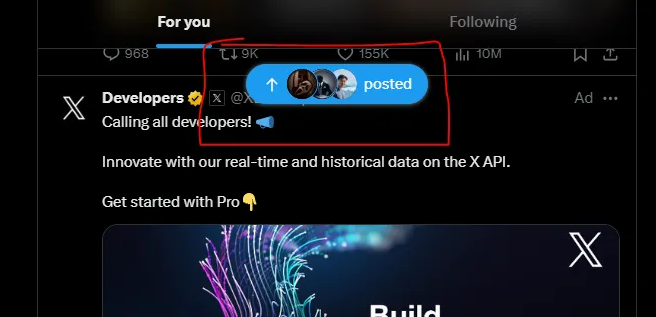 For you
Following
968
9K
155K
10M
posted
Developers
X
Ad
Calling all developers!
Innovate with our real-time and historical data on the X API.
Get started with Pro
X
Build